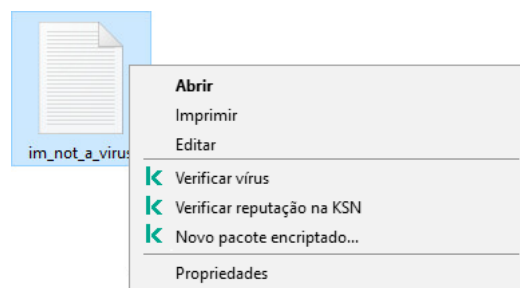 Abrir
Imprimir
Editar
im_not_a_virus
Verificar vírus
Verificar reputação na KSN
Novo pacote encriptado...
Propriedades